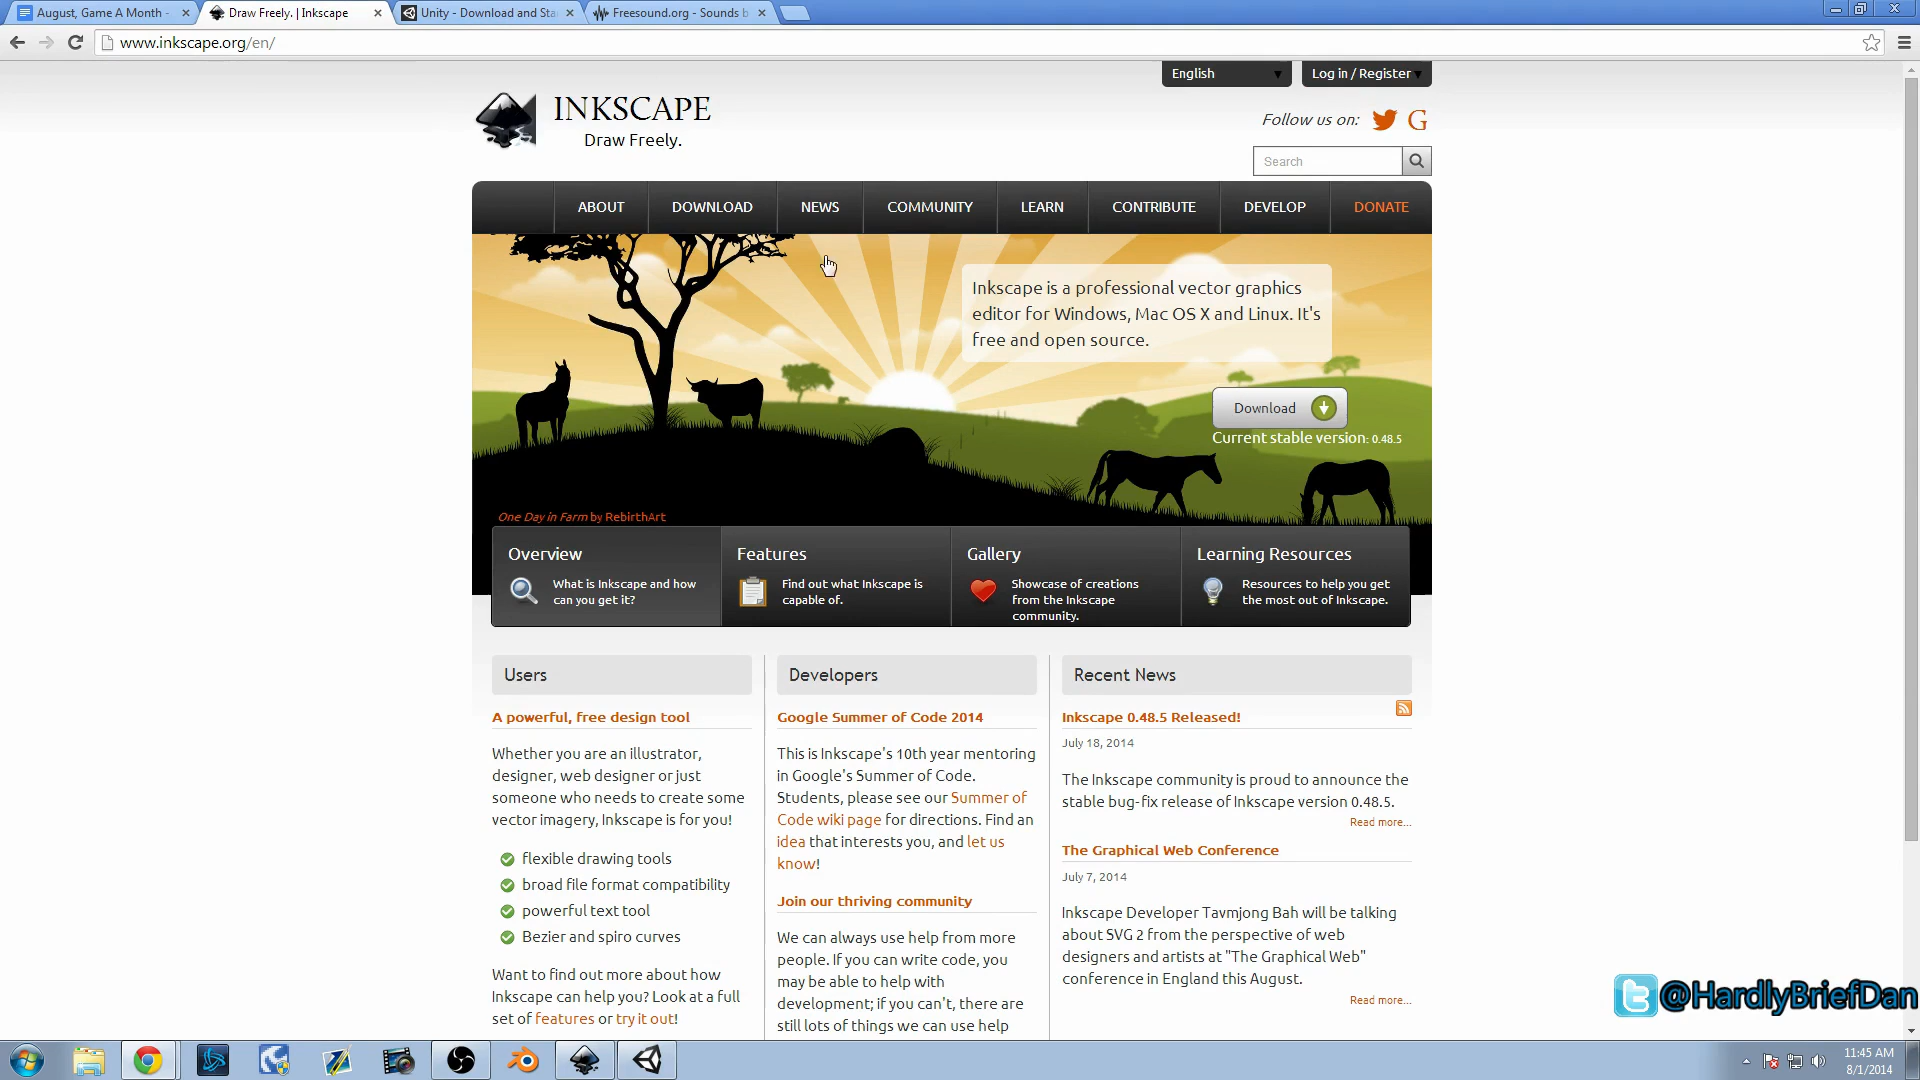 August, Game A Month -
Draw Freely. | Inkscape
Unity - Download and Sta
Freesound.org - Sounds b
www.inkscape.org/en/
English
Log in / Register
INKSCAPE
Draw Freely.
Follow us on:
Search
ABOUT
DOWNLOAD
NEWS
COMMUNITY
LEARN
CONTRIBUTE
DEVELOP
DONATE
Inkscape is a professional vector graphics
editor for Windows, Mac OS X and Linux. It's
free and open source.
Download
Current stable version: 0.48.5
One Day in Farm by RebirthArt
Overview
What is Inkscape and how
can you get it?
Features
Find out what Inkscape is
capable of.
Gallery
Showcase of creations
from the Inkscape
community.
Learning Resources
Resources to help you get
the most out of Inkscape.
Users
A powerful, free design tool
Whether you are an illustrator,
designer, web designer or just
someone who needs to create some
vector imagery, Inkscape is for you!
flexible drawing tools
broad file format compatibility
powerful text tool
Bezier and spiro curves
Want to find out more about how
Inkscape can help you? Look at a full
set of features or try it out!
Developers
Google Summer of Code 2014
This is Inkscape's 10th year mentoring
in Google's Summer of Code.
Students, please see our Summer of
Code wiki page for directions. Find an
idea that interests you, and let us
know!
Join our thriving community
We can always use help from more
people. If you can write code, you
may be able to help with
development; if you can't, there are
still lots of things we can use help
Recent News
Inkscape 0.48.5 Released!
July 18, 2014
The Inkscape community is proud to announce the
stable bug-fix release of Inkscape version 0.48.5.
Read more...
The Graphical Web Conference
July 7, 2014
Inkscape Developer Tavmjong Bah will be talking
about SVG 2 from the perspective of web
designers and artists at "The Graphical Web"
conference in England this August.
Read more...
@HardlyBriefDan
11:45 AM
8/1/2014